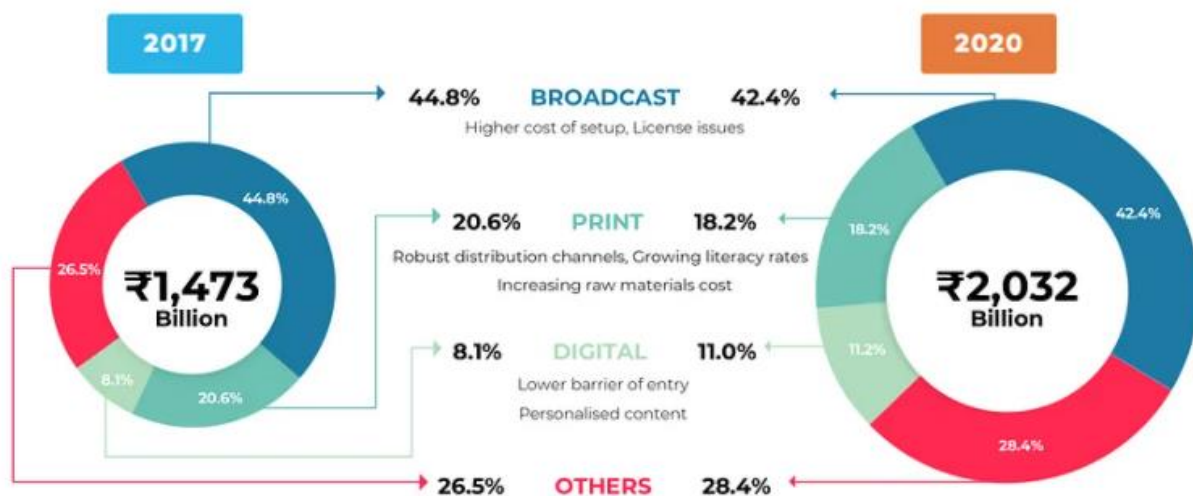 2017
2020
44.8% BROADCAST 42.4%
Higher cost of setup, License issues
44.8%
42.4%
20.6% PRINT 18.2%
Robust distribution channels, Growing literacy rates
Increasing raw materials cost
18.2%
26.5%
₹1,473
Billion
₹2,032
Billion
8.1% DIGITAL 11.0%
Lower barrier of entry
Personalised content
11.2%
8.1%
20.6%
28.4%
26.5% OTHERS 28.4%